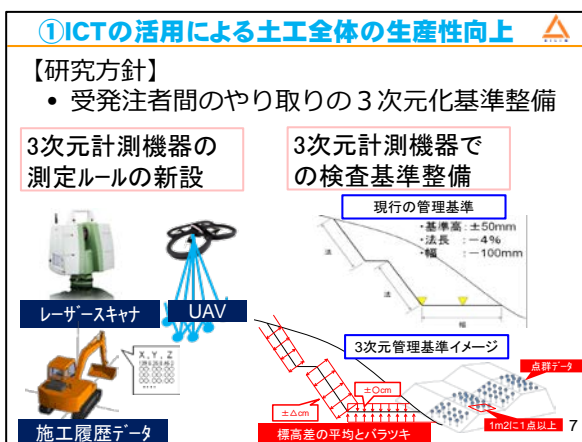 ①ICTの活用による土工全体の生産性向上
【研究方針】
• 受発注者間のやり取りの３次元化基準整備
3次元計測機器の
測定ルールの新設
3次元計測機器で
の検査基準整備
現行の管理基準
・基準高：±50mm
・法長　：－4%
・幅　　：－100mm
法
法
幅
レーザースキャナ
UAV
X,Y,Z
施工履歴データ
3次元管理基準イメージ
点群データ
±〇cm
±△cm
標高差の平均とバラツキ
1m2に1点以上
7